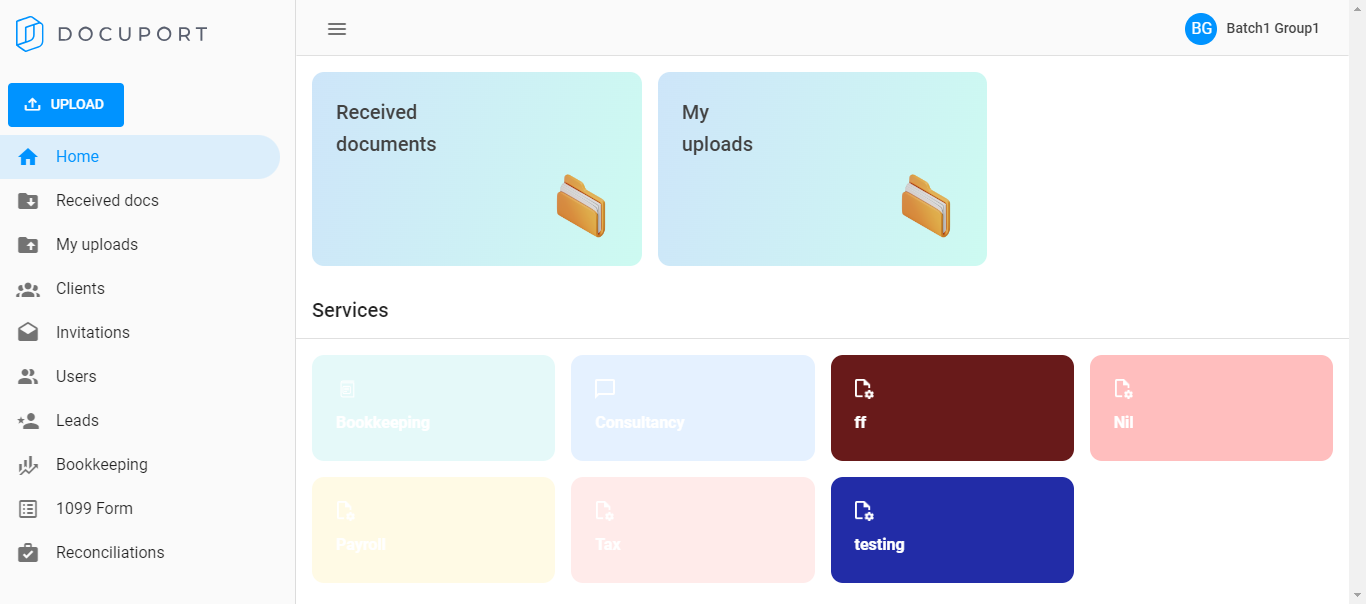 DOCUPORT
BG
Batch1 Group1
UPLOAD
Home
Received docs
My uploads
Clients
Invitations
Users
Leads
Bookkeeping
1099 Form
Reconciliations
Received
documents
My
uploads
Services
Bookkeeping
Consultancy
ff
Nil
Payroll
Tax
testing